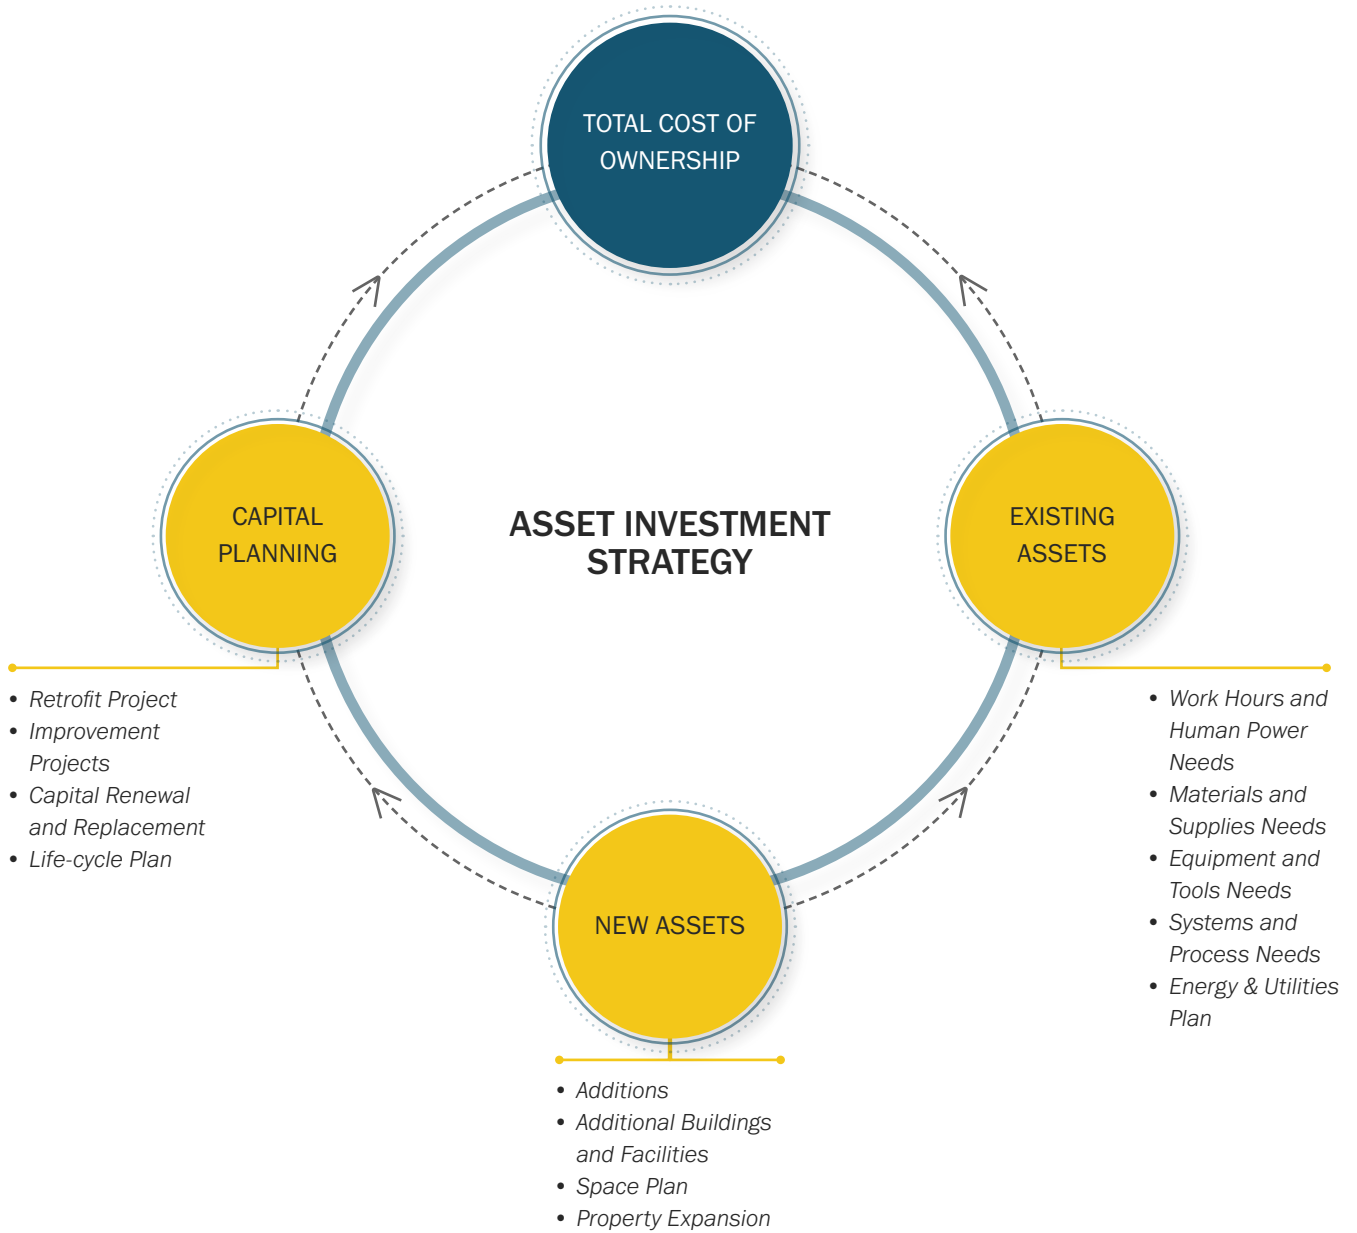 TOTAL COST OF
OWNERSHIP
CAPITAL
PLANNING
ASSET INVESTMENT
STRATEGY
EXISTING
ASSETS
• Retrofit Project
• Improvement
Projects
• Capital Renewal
and Replacement
• Life-cycle Plan
• Work Hours and
Human Power
Needs
• Materials and
Supplies Needs
• Equipment and
Tools Needs
• Systems and
Process Needs
• Energy & Utilities
Plan
NEW ASSETS
• Additions
• Additional Buildings
and Facilities
• Space Plan
• Property Expansion